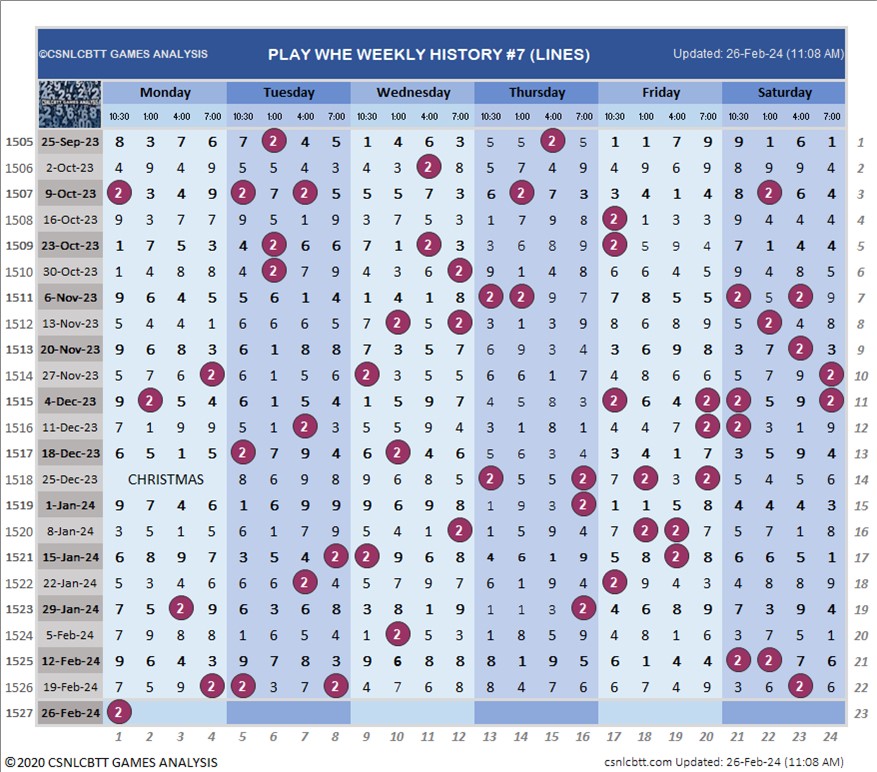 ©CSNLCBTT GAMES ANALYSIS PLAY WHE WEEKLY HISTORY #7 (LINES) Updated: 26-Feb-24 (11:08 AM)
CSNLCBTT GAMES ANALYSIS Monday Tuesday Wednesday Thursday Friday Saturday
10:30 1:00 4:00 7:00 10:30 1:00 4:00 7:00 10:30 1:00 4:00 7:00 10:30 1:00 4:00 7:00 10:30 1:00 4:00 7:00 10:30 1:00 4:00 7:00
1505 25-Sep-23 8 3 7 6 7 2 4 5 1 4 6 3 5 5 2 5 1 1 7 9 9 1 6 1 1
1506 2-Oct-23 4 9 4 9 5 5 4 3 4 3 2 8 5 7 4 9 4 9 6 9 8 9 9 4 2
1507 9-Oct-23 2 3 4 9 2 7 2 5 5 5 7 3 6 2 7 3 3 4 1 4 8 2 6 4 3
1508 16-Oct-23 9 3 7 7 9 5 1 9 3 7 5 3 1 7 9 8 2 1 3 3 9 4 4 4 4
1509 23-Oct-23 1 7 5 3 4 2 6 6 7 1 2 3 3 6 8 9 2 5 9 4 7 1 4 4 5
1510 30-Oct-23 1 4 8 8 4 2 7 9 4 3 6 2 9 1 4 8 6 6 4 5 9 4 8 5 6
1511 6-Nov-23 9 6 4 5 5 6 1 4 1 4 1 8 2 2 9 7 7 8 5 5 2 5 2 9 7
1512 13-Nov-23 5 4 4 1 6 6 6 5 7 2 5 2 3 1 3 9 8 6 8 9 5 2 4 8 8
1513 20-Nov-23 9 6 8 3 6 1 8 8 7 3 5 7 6 9 3 4 3 6 9 8 3 7 2 3 9
1514 27-Nov-23 5 7 6 2 6 1 5 6 2 3 5 5 6 6 1 7 4 8 6 6 5 7 9 2 10
1515 4-Dec-23 9 2 5 4 6 1 5 4 1 5 9 7 4 5 8 3 2 6 4 2 2 5 9 2 11
1516 11-Dec-23 7 1 9 9 5 1 2 3 5 5 9 4 3 1 8 1 4 4 7 2 2 3 1 9 12
1517 18-Dec-23 6 5 1 5 2 7 9 4 6 2 4 6 5 6 3 4 3 4 1 7 3 5 9 4 13
1518 25-Dec-23 CHRISTMAS 8 6 9 8 9 6 8 5 2 5 5 2 7 2 3 2 5 4 5 6 14
1519 1-Jan-24 9 7 4 6 1 6 9 9 9 6 9 8 1 9 3 2 1 1 5 8 4 4 4 3 15
1520 8-Jan-24 3 5 1 5 6 1 7 9 5 4 1 2 1 5 9 4 7 2 2 7 5 7 5 6 16
1521 15-Jan-24 6 8 9 7 3 5 4 2 2 9 6 8 4 6 1 9 5 8 2 8 6 6 5 1 17
1522 22-Jan-24 5 3 4 6 6 6 2 4 5 7 9 7 6 1 9 4 2 9 4 3 4 8 8 9 18
1523 29-Jan-24 7 5 2 9 6 3 6 8 3 8 1 9 1 1 3 2 4 6 8 9 7 3 9 4 19
1524 5-Feb-24 7 9 8 8 1 6 5 4 1 2 5 3 1 8 5 9 4 8 1 6 3 7 5 1 20
1525 12-Feb-24 9 6 4 3 9 7 8 3 9 6 8 8 8 1 9 5 6 1 4 4 2 2 7 6 21
1526 19-Feb-24 7 5 9 2 2 3 7 2 4 7 6 8 8 4 7 6 6 7 4 9 3 6 2 6 22
1527 26-Feb-24 2 23
1 2 3 4 5 6 7 8 9 10 11 12 13 14 15 16 17 18 19 20 21 22 23 24
©2020 CSNLCBTT GAMES ANALYSIS csnlcbtt.com Updated: 26-Feb-24 (11:08 AM)